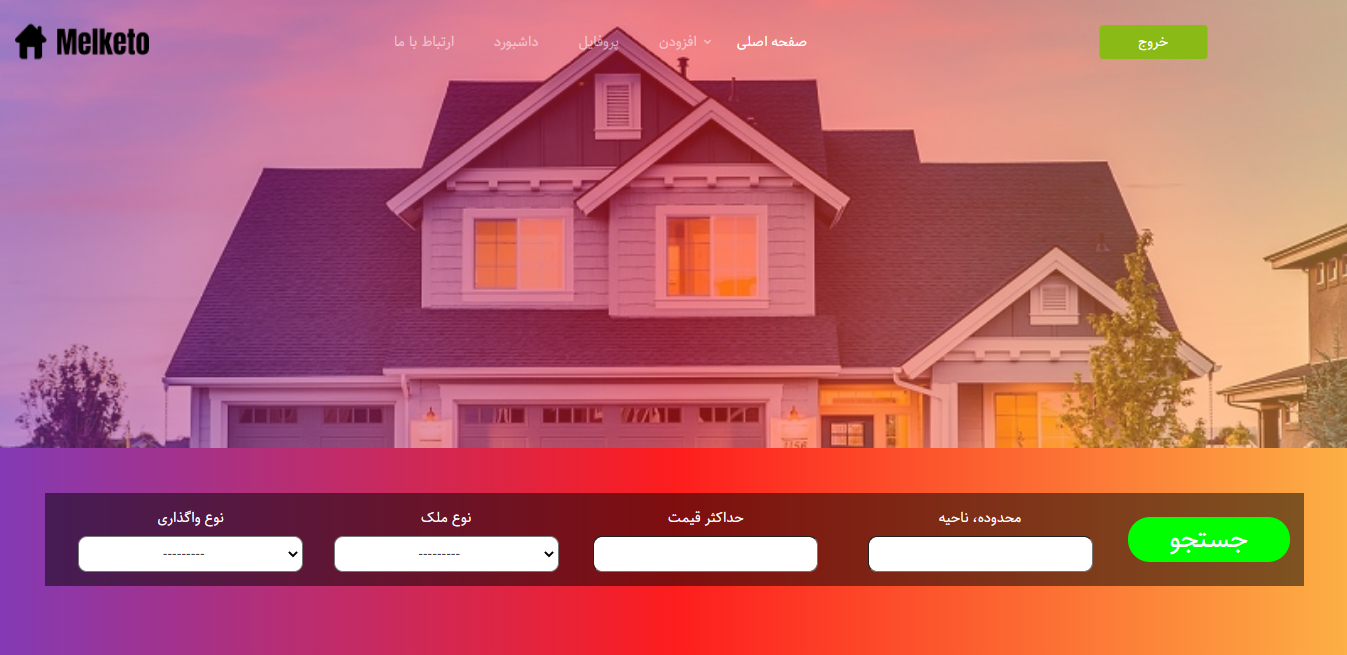 Melketo
صفحه اصلی
افزودن
پروفایل
داشبورد
ارتباط با ما
خروج
نوع واگذاری
نوع ملک
حداکثر قیمت
محدوده، ناحیه
---------
---------
جستجو